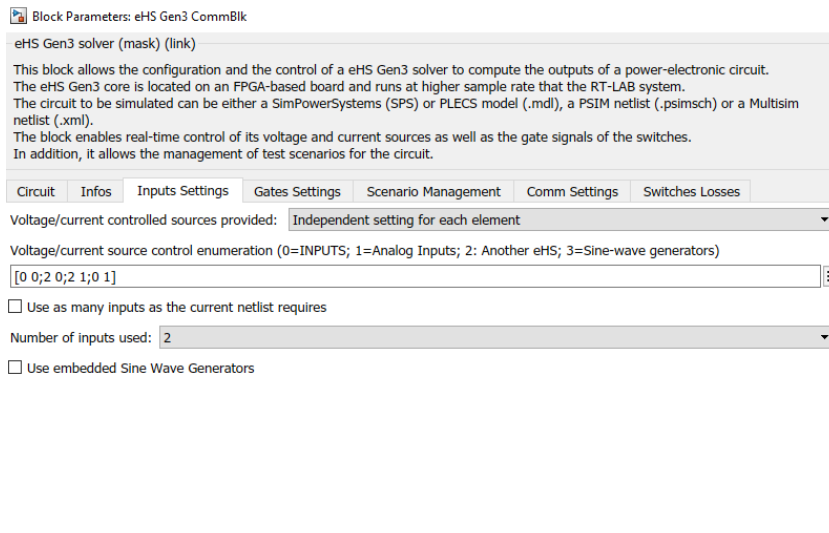 Block Parameters: eHS Gen3 CommBlk
eHS Gen3 solver (mask) (link)
This block allows the configuration and the control of a eHS Gen3 solver to compute the outputs of a power-electronic circuit.
The eHS Gen3 core is located on an FPGA-based board and runs at higher sample rate that the RT-LAB system.
The circuit to be simulated can be either a SimPowerSystems (SPS) or PLECS model (.mdl), a PSIM netlist (.psimsch) or a Multisim
netlist (.xml).
The block enables real-time control of its voltage and current sources as well as the gate signals of the switches.
In addition, it allows the management of test scenarios for the circuit.
Circuit Infos Inputs Settings Gates Settings Scenario Management Comm Settings Switches Losses
Voltage/current controlled sources provided: Independent setting for each element
Voltage/current source control enumeration (0=INPUTS; 1=Analog Inputs; 2: Another eHS; 3=Sine-wave generators)
[0 0;2 0;2 1;0 1]
Use as many inputs as the current netlist requires
Number of inputs used: 2
Use embedded Sine Wave Generators